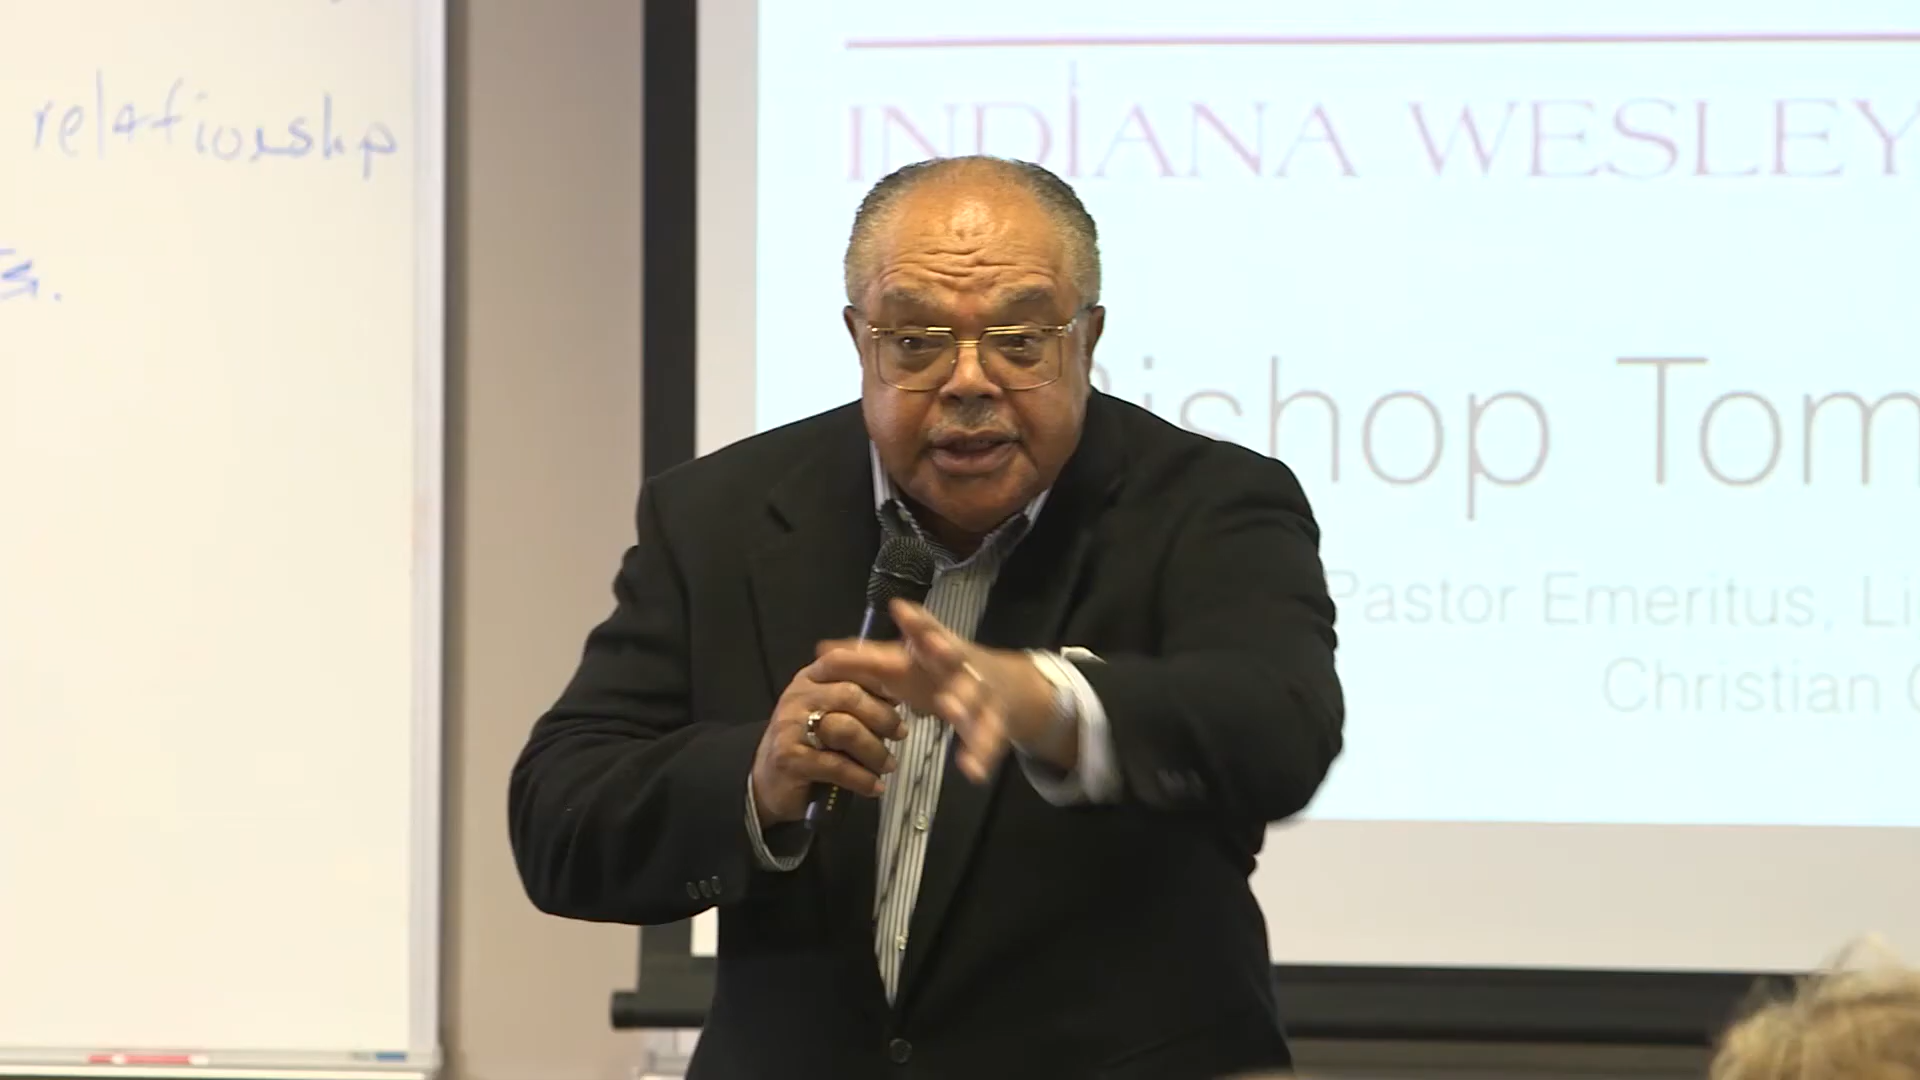 relationship
INDIANA WESLEY
Bishop Tom
Pastor Emeritus, Li
Christian